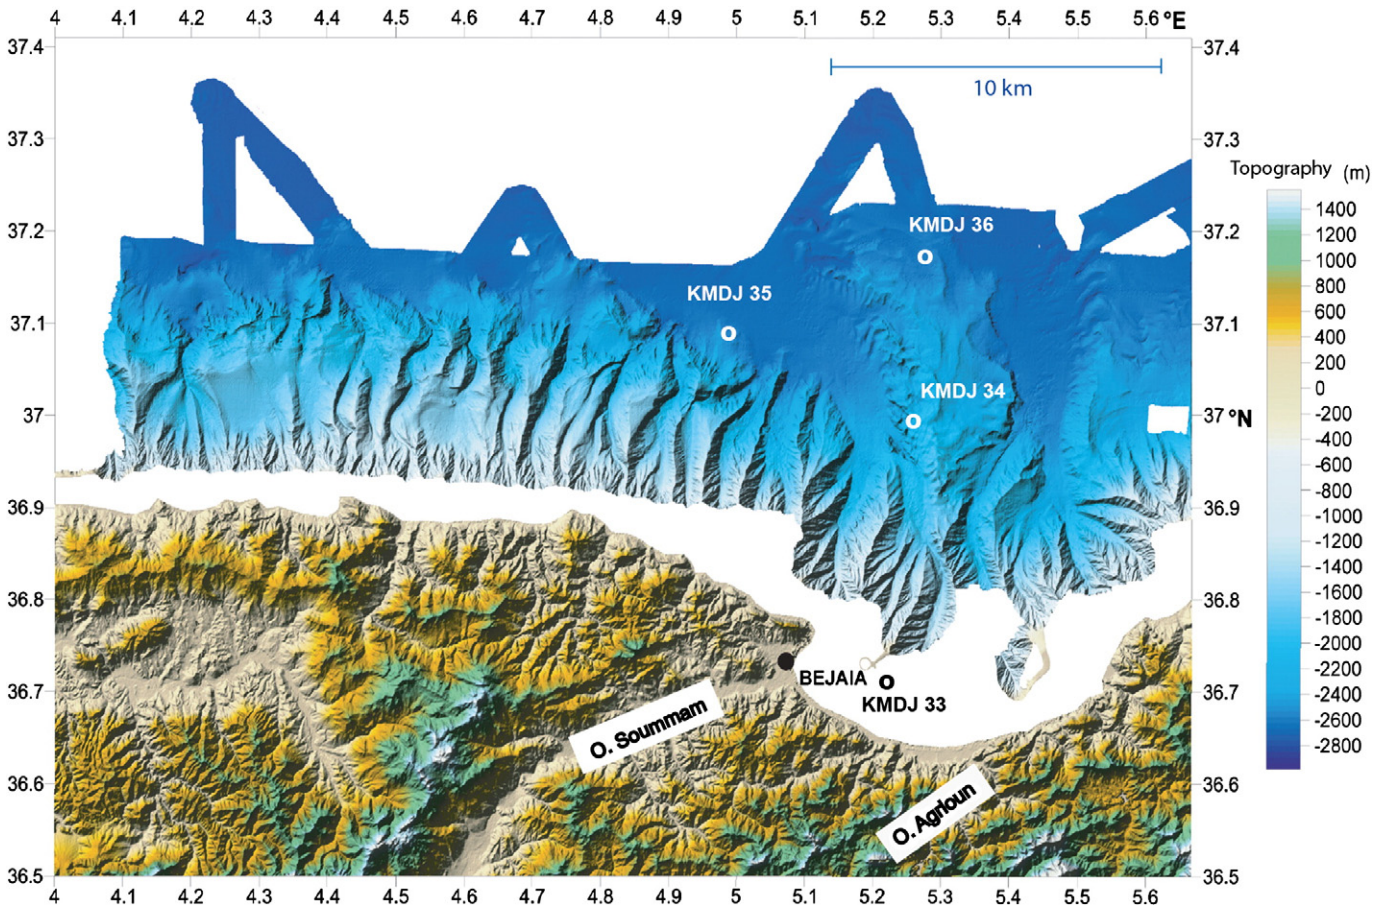 4 4.1 4.2 4.3 4.4 4.5 4.6 4.7 4.8 4.9 5 5.1 5.2 5.3 5.4 5.5 5.6 °E
37.4 37.4
10 km
37.3 37.3
Topography (m)
37.2 37.2
KMDJ 36
KMDJ 35
37.1 37.1
KMDJ 34
37 37 °N
36.9 36.9
36.8 36.8
BEJAIA
KMDJ 33
36.7 36.7
O. Soummam
36.6 36.6
O. Agrioun
36.5 36.5
4 4.1 4.2 4.3 4.4 4.5 4.6 4.7 4.8 4.9 5 5.1 5.2 5.3 5.4 5.5 5.6
1400
1200
1000
800
600
400
200
0
-200
-400
-600
-800
-1000
-1200
-1400
-1600
-1800
-2000
-2200
-2400
-2600
-2800